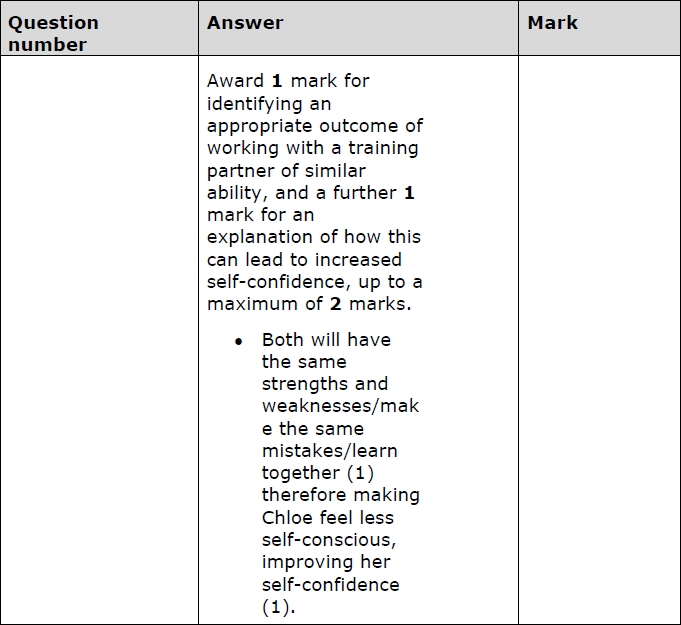 Question number
Answer
Mark
Award 1 mark for
identifying an
appropriate outcome of
working with a training
partner of similar
ability, and a further 1
mark for an
explanation of how this
can lead to increased
self-confidence, up to a
maximum of 2 marks.
• Both will have
the same
strengths and
weaknesses/mak
e the same
mistakes/learn
together (1)
therefore making
Chloe feel less
self-conscious,
improving her
self-confidence
(1).